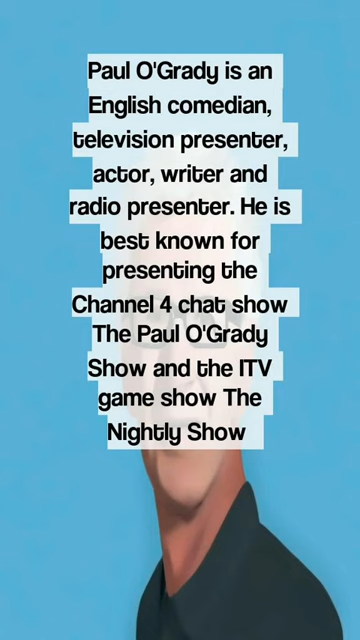 Paul O'Grady is an
English comedian,
television presenter,
actor, writer and
radio presenter. He is
best known for
presenting the
Channel 4 chat show
The Paul O'Grady
Show and the ITV
game show The
Nightly Show